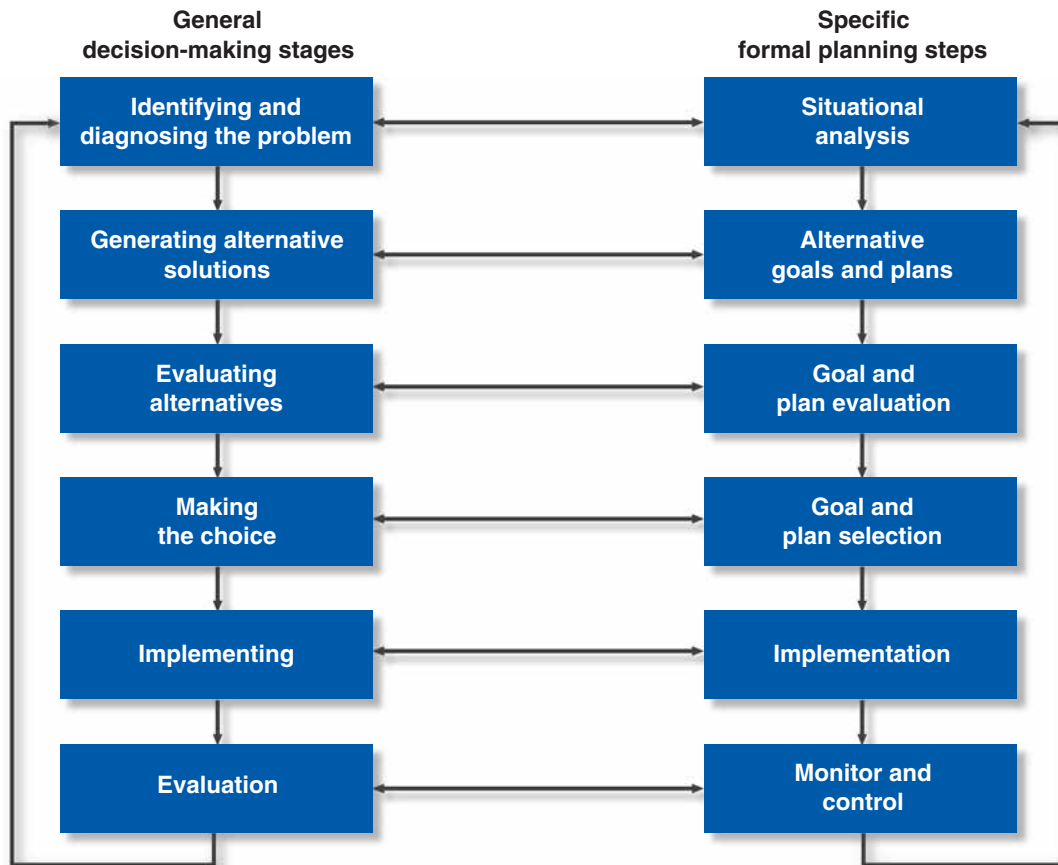 General
decision-making stages
Specific
formal planning steps
Identifying and
diagnosing the problem
Situational
analysis
Generating alternative
solutions
Alternative
goals and plans
Evaluating
alternatives
Goal and
plan evaluation
Making
the choice
Goal and
plan selection
Implementing
Implementation
Evaluation
Monitor and
control